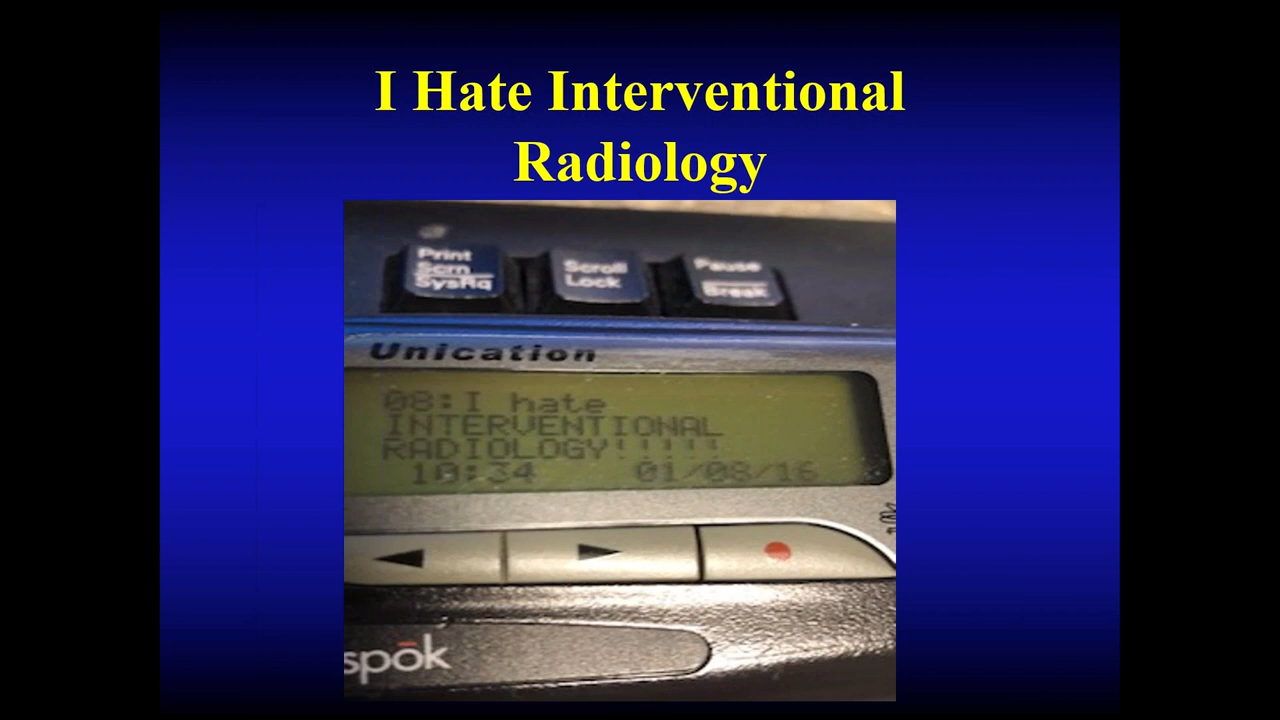 I Hate Interventional
Radiology
Print
Scrn
SysRq
Scroll
Lock
Pause
Break
Unication
08:I hate
INTERVENTIONAL
RADIOLOGY!!!!!
10:34 01/08/16
spōk